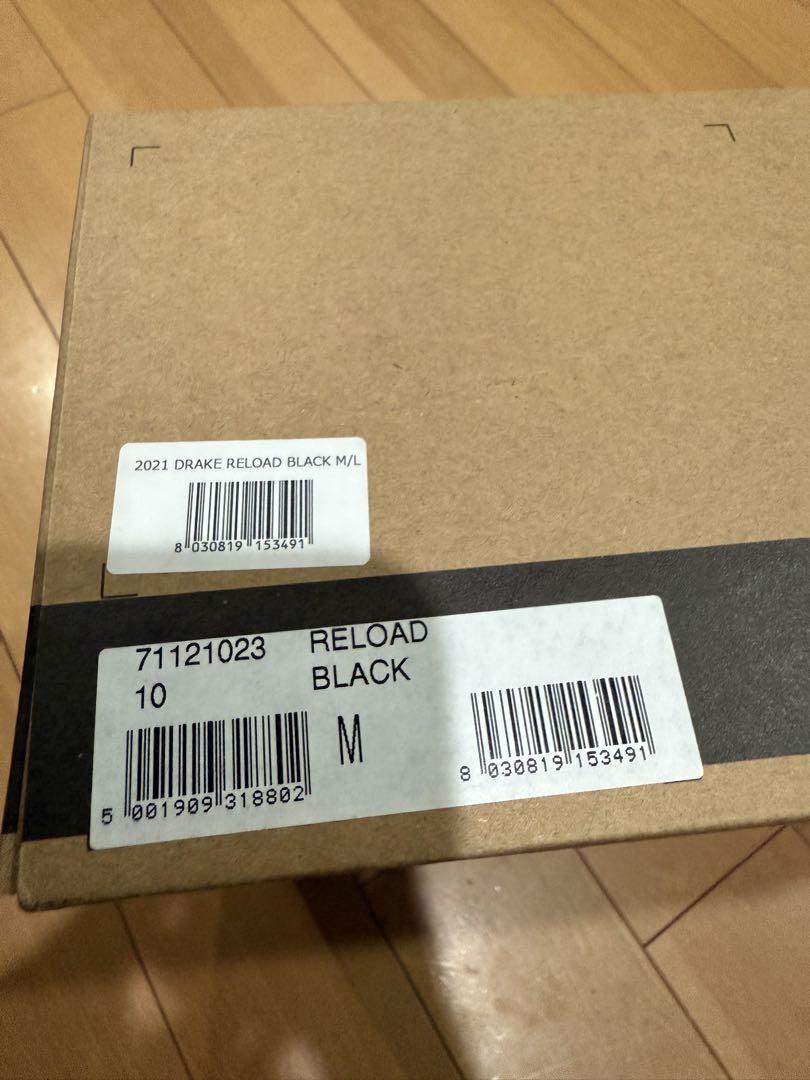 2021 DRAKE RELOAD BLACK M/L
8 030819 153491
71121023 RELOAD
10 BLACK
M
5 001909 318802
8 030819 153491